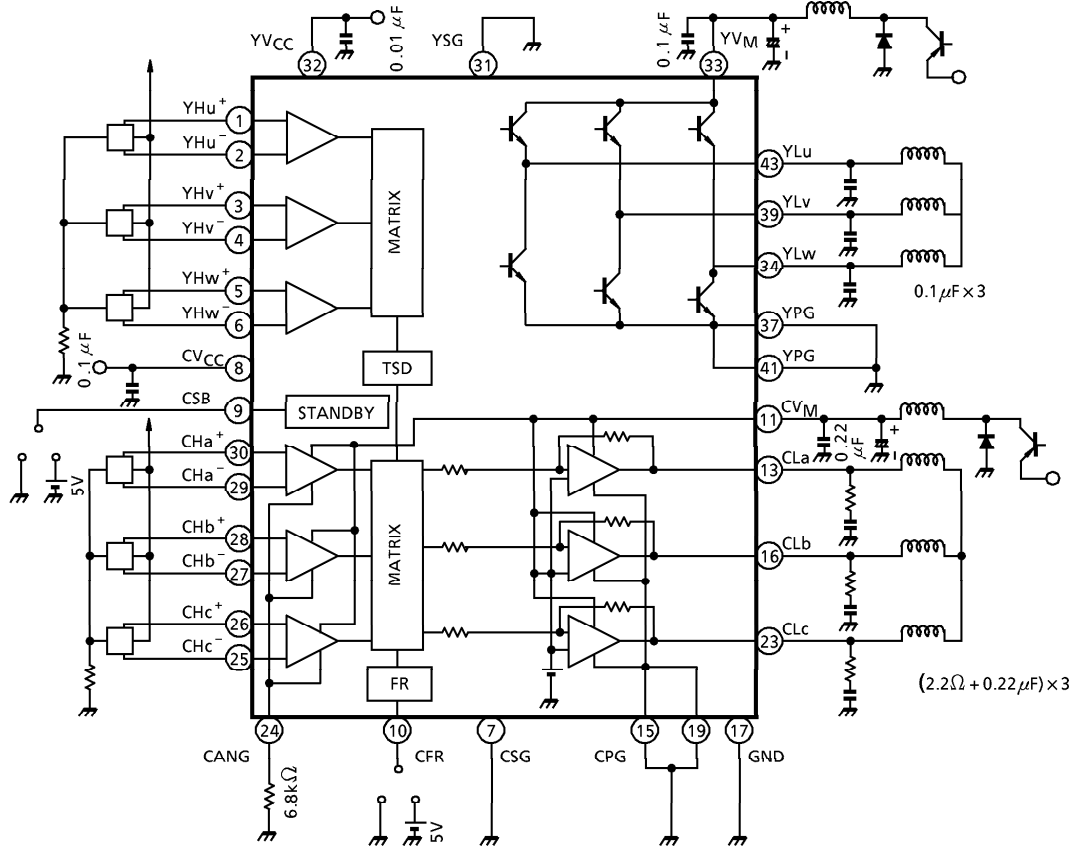 YVCC
32
0.01 μF
YSG
31
0.1 μF
YVM
33
+
-
YHu+
1
YHu-
2
YHv+
3
YHv-
4
YHw+
5
YHw-
6
MATRIX
43
YLu
39
YLv
34
YLw
0.1 μF×3
37
YPG
41
YPG
0.1 μF
CVCC
8
TSD
CSB
9
STANDBY
11
CVM
0.22 μF
+
-
CHa+
30
CHa-
29
5V
CHb+
28
CHb-
27
CHc+
26
CHc-
25
MATRIX
13
CLa
16
CLb
23
CLc
(2.2Ω+0.22 μF)×3
FR
24
CANG
10
CFR
7
CSG
15
CPG
19
17
GND
6.8kΩ
5V